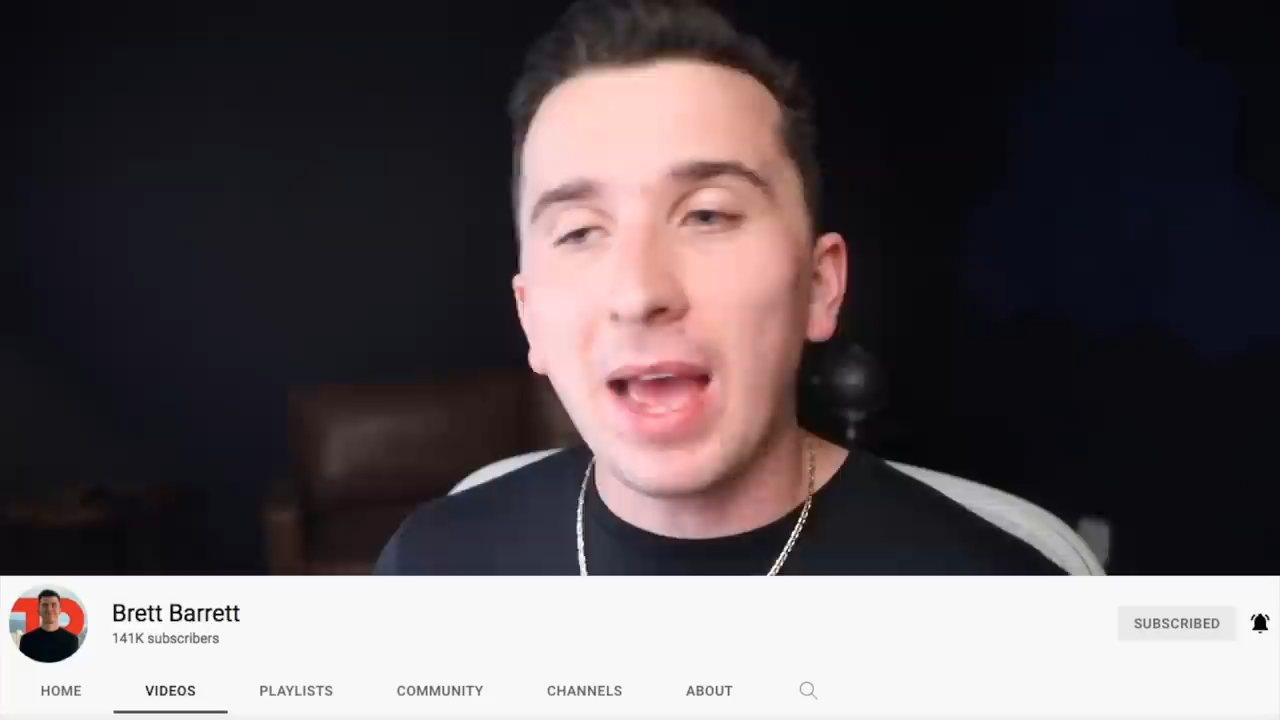 Brett Barrett
141K subscribers
SUBSCRIBED
HOME
VIDEOS
PLAYLISTS
COMMUNITY
CHANNELS
ABOUT